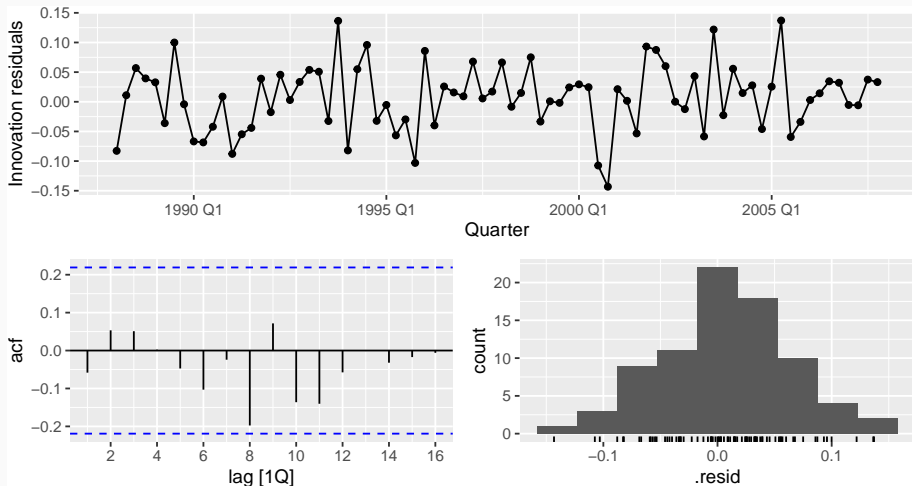 Innovation residuals
0.15
0.10
0.05
0.00
−0.05
−0.10
−0.15
1990 Q1 1995 Q1 2000 Q1 2005 Q1
Quarter
acf
0.2
0.1
0.0
−0.1
−0.2
2 4 6 8 10 12 14 16
lag [1Q]
count
20
15
10
5
0
−0.1 0.0 0.1
.resid